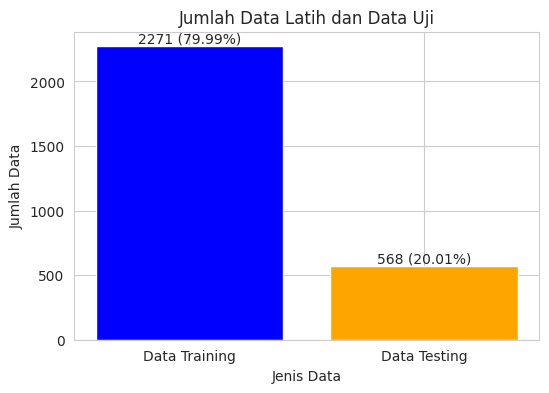 Jumlah Data Latih dan Data Uji
2271 (79.99%)
568 (20.01%)
Jumlah Data
2000
1500
1000
500
0
Data Training
Data Testing
Jenis Data